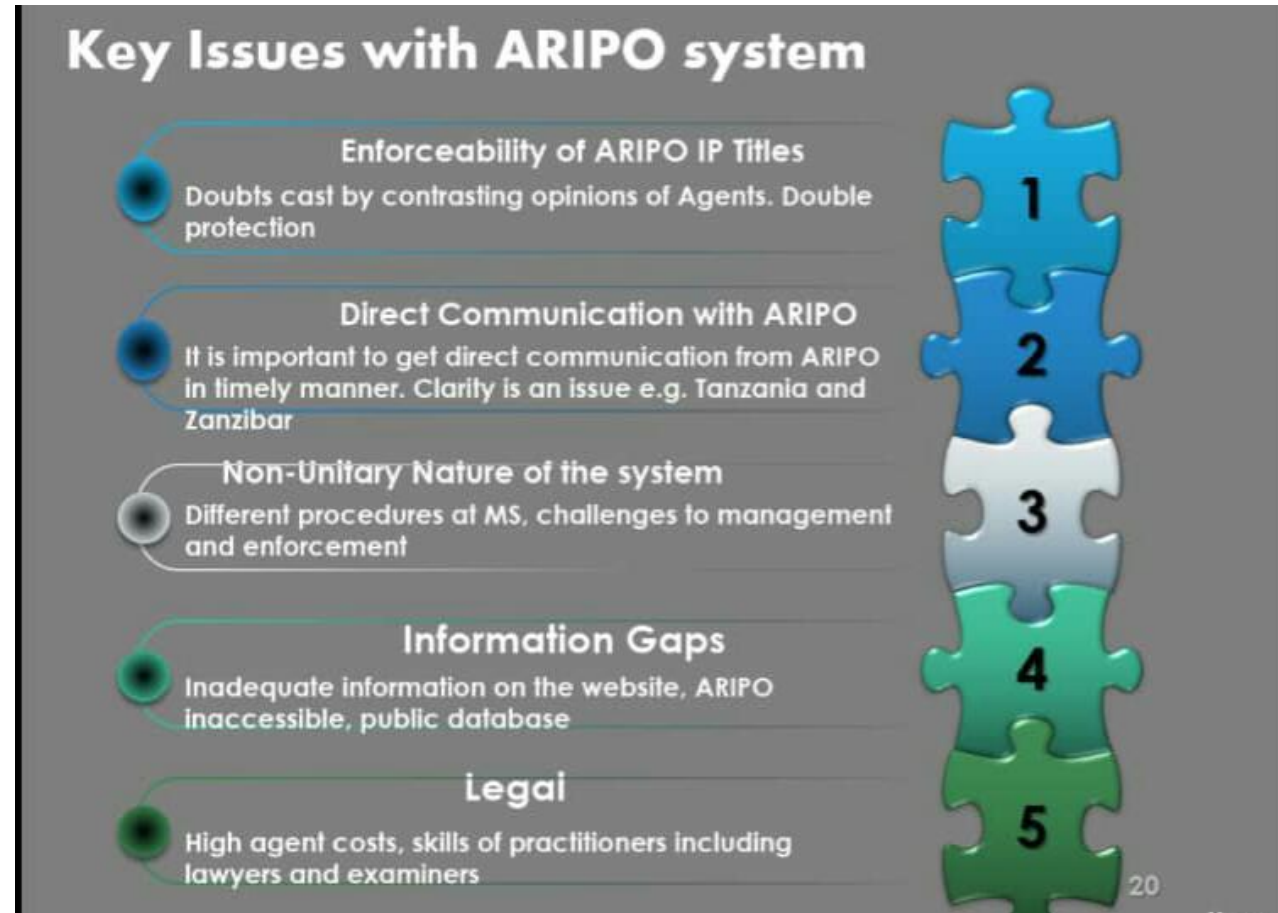 Key Issues with ARIPO system
Enforceability of ARIPO IP Titles
Doubts cast by contrasting opinions of Agents. Double
protection
1
Direct Communication with ARIPO
It is important to get direct communication from ARIPO
in timely manner. Clarity is an issue e.g. Tanzania and
Zanzibar
2
Non-Unitary Nature of the system
Different procedures at MS, challenges to management
and enforcement
3
Information Gaps
Inadequate information on the website, ARIPO
inaccessible, public database
4
Legal
High agent costs, skills of practitioners including
lawyers and examiners
5
20